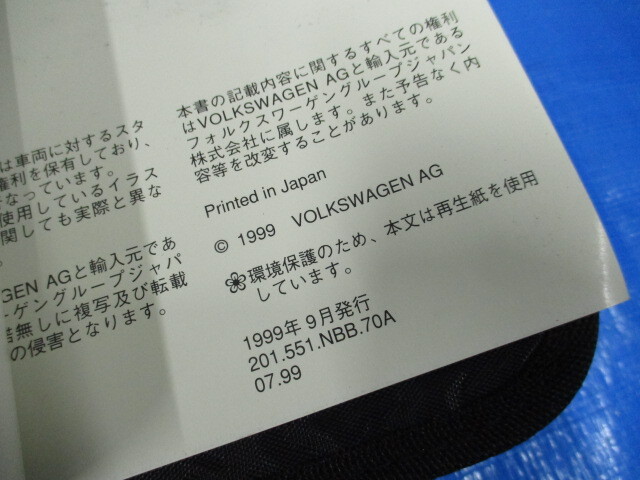 は車両に対するスタ
権利を保有しており、
なっています。
使用しているイラス
関しても実際と異な
GEN AGと輸入元であ
ーゲングループジャパ
諾無しに複写及び転載
の侵害となります。
本書の記載内容に関するすべての権利
はVOLKSWAGEN AGと輸入元である
フォルクスワーゲングループジャパン
株式会社に属します。また予告なく内
容等を改変することがあります。
Printed in Japan
© 1999 VOLKSWAGEN AG
環境保護のため、本文は再生紙を使用
しています。
1999年 9月発行
201.551.NBB.70A
07.99